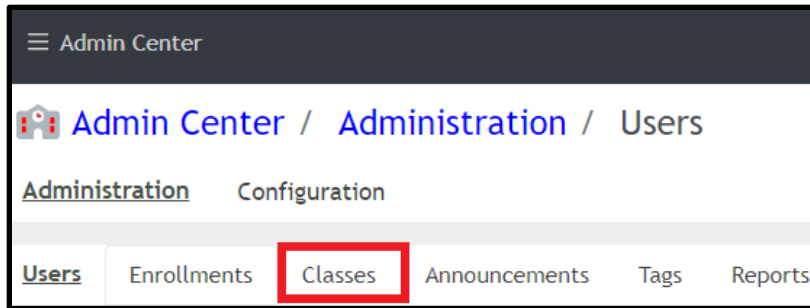 ☰ Admin Center
Admin Center / Administration / Users
Administration Configuration
Users Enrollments Classes Announcements Tags Reports